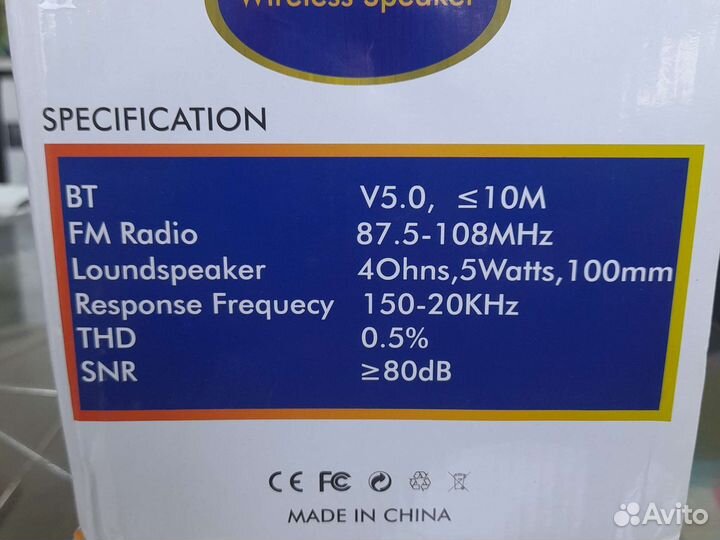 Wireless Speaker
SPECIFICATION
BT V5.0, ≤10M
FM Radio 87.5-108MHz
Loundspeaker 4Ohns,5Watts,100mm
Response Frequecy 150-20KHz
THD 0.5%
SNR ≥80dB
CE FC
MADE IN CHINA
Avito